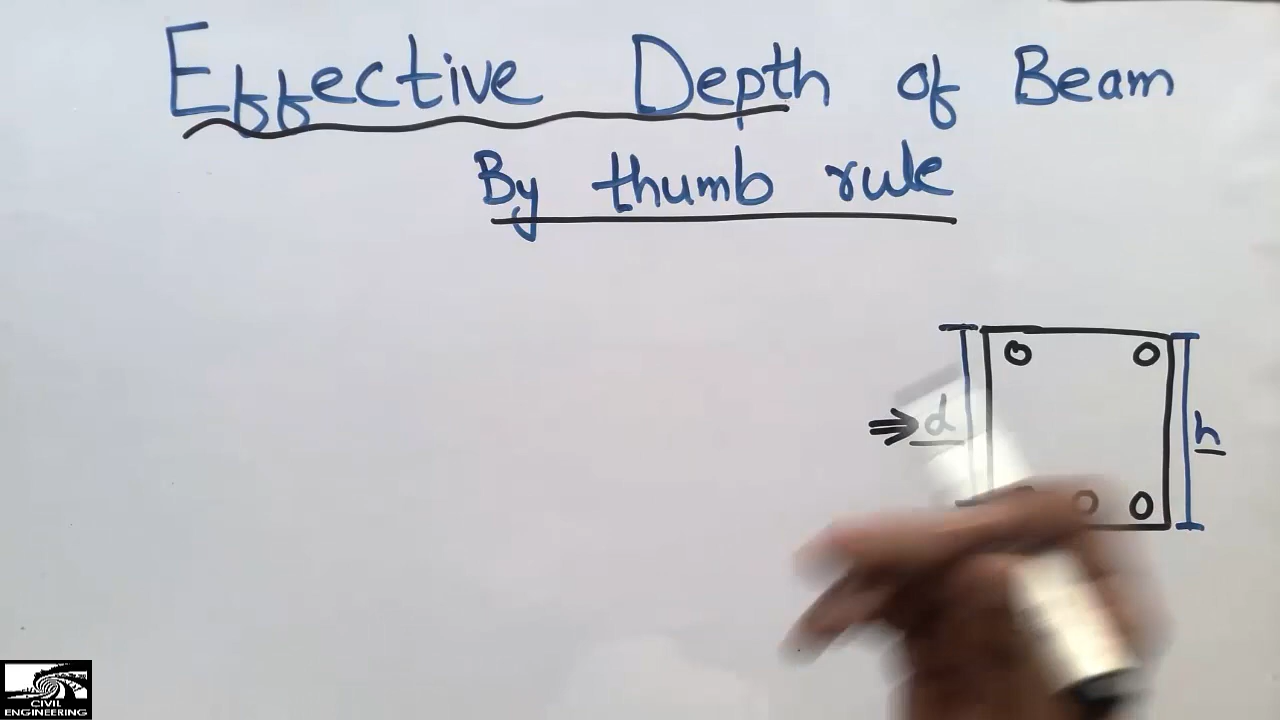 Effective Depth of Beam
By thumb rule
d
h
CIVIL
ENGINEERING